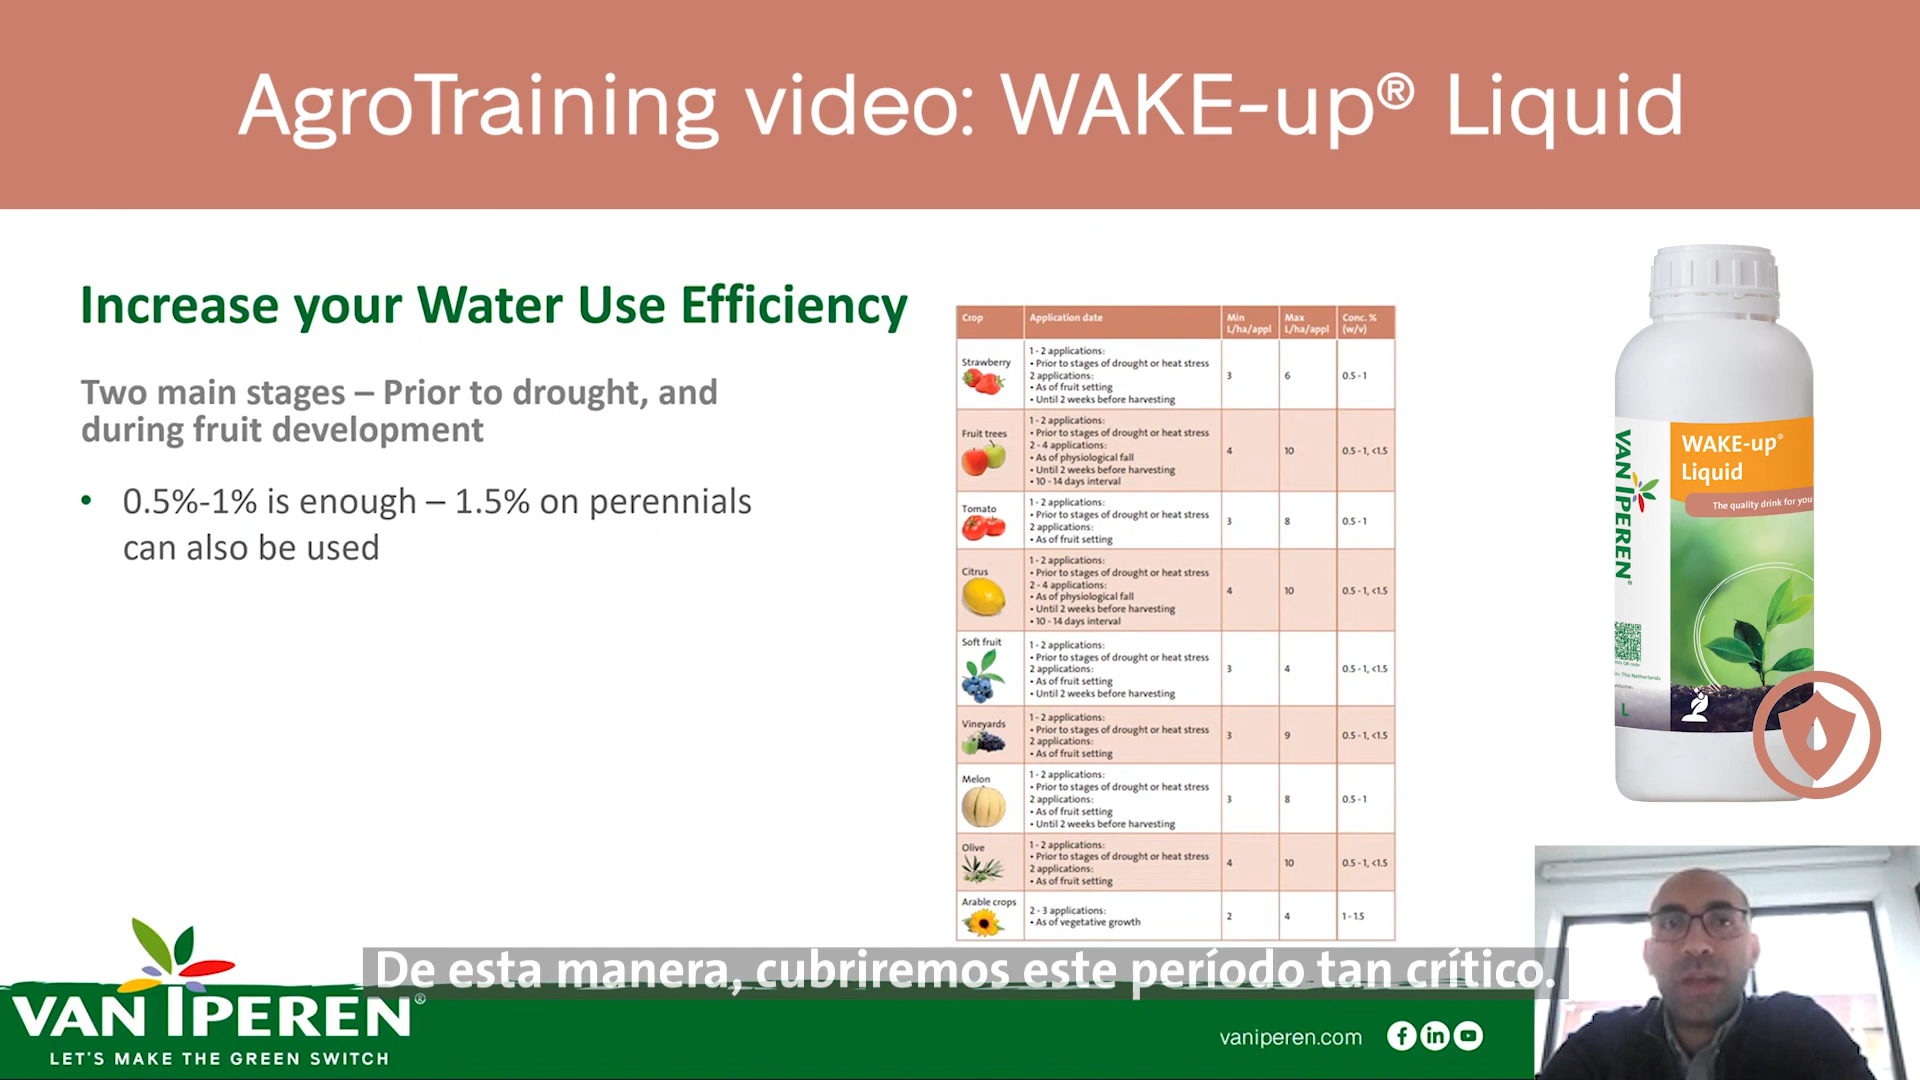 AgroTraining video: WAKE-up® Liquid
Increase your Water Use Efficiency
Two main stages – Prior to drought, and
during fruit development
• 0.5%-1% is enough – 1.5% on perennials
can also be used
Crop Application date Min L/ha/appl Max L/ha/appl Conc. % (w/v)
Strawberry
1 - 2 applications:
• Prior to stages of drought or heat stress
2 applications:
• As of fruit setting
• Until 2 weeks before harvesting
3 6 0.5 - 1
Fruit trees
1 - 2 applications:
• Prior to stages of drought or heat stress
2 - 4 applications:
• As of physiological fall
• Until 2 weeks before harvesting
• 10 - 14 days interval
4 10 0.5 - 1, <1.5
Tomato
1 - 2 applications:
• Prior to stages of drought or heat stress
2 applications:
• As of fruit setting
3 8 0.5 - 1
Citrus
1 - 2 applications:
• Prior to stages of drought or heat stress
2 - 4 applications:
• As of physiological fall
• Until 2 weeks before harvesting
• 10 - 14 days interval
4 10 0.5 - 1, <1.5
Soft fruit
1 - 2 applications:
• Prior to stages of drought or heat stress
2 applications:
• As of fruit setting
• Until 2 weeks before harvesting
3 4 0.5 - 1, <1.5
Vineyards
1 - 2 applications:
• Prior to stages of drought or heat stress
2 applications:
• As of fruit setting
3 9 0.5 - 1, <1.5
Melon
1 - 2 applications:
• Prior to stages of drought or heat stress
2 applications:
• As of fruit setting
• Until 2 weeks before harvesting
3 8 0.5 - 1
Olive
1 - 2 applications:
• Prior to stages of drought or heat stress
2 applications:
• As of fruit setting
4 10 0.5 - 1, <1.5
Arable crops
2 - 3 applications:
• As of vegetative growth
2 4 1 - 1.5
VAN IPEREN®
WAKE-up®
Liquid
The quality drink for you
The Netherlands
L
De esta manera, cubriremos este período tan crítico.
VAN IPEREN®
LET'S MAKE THE GREEN SWITCH
vaniperen.com